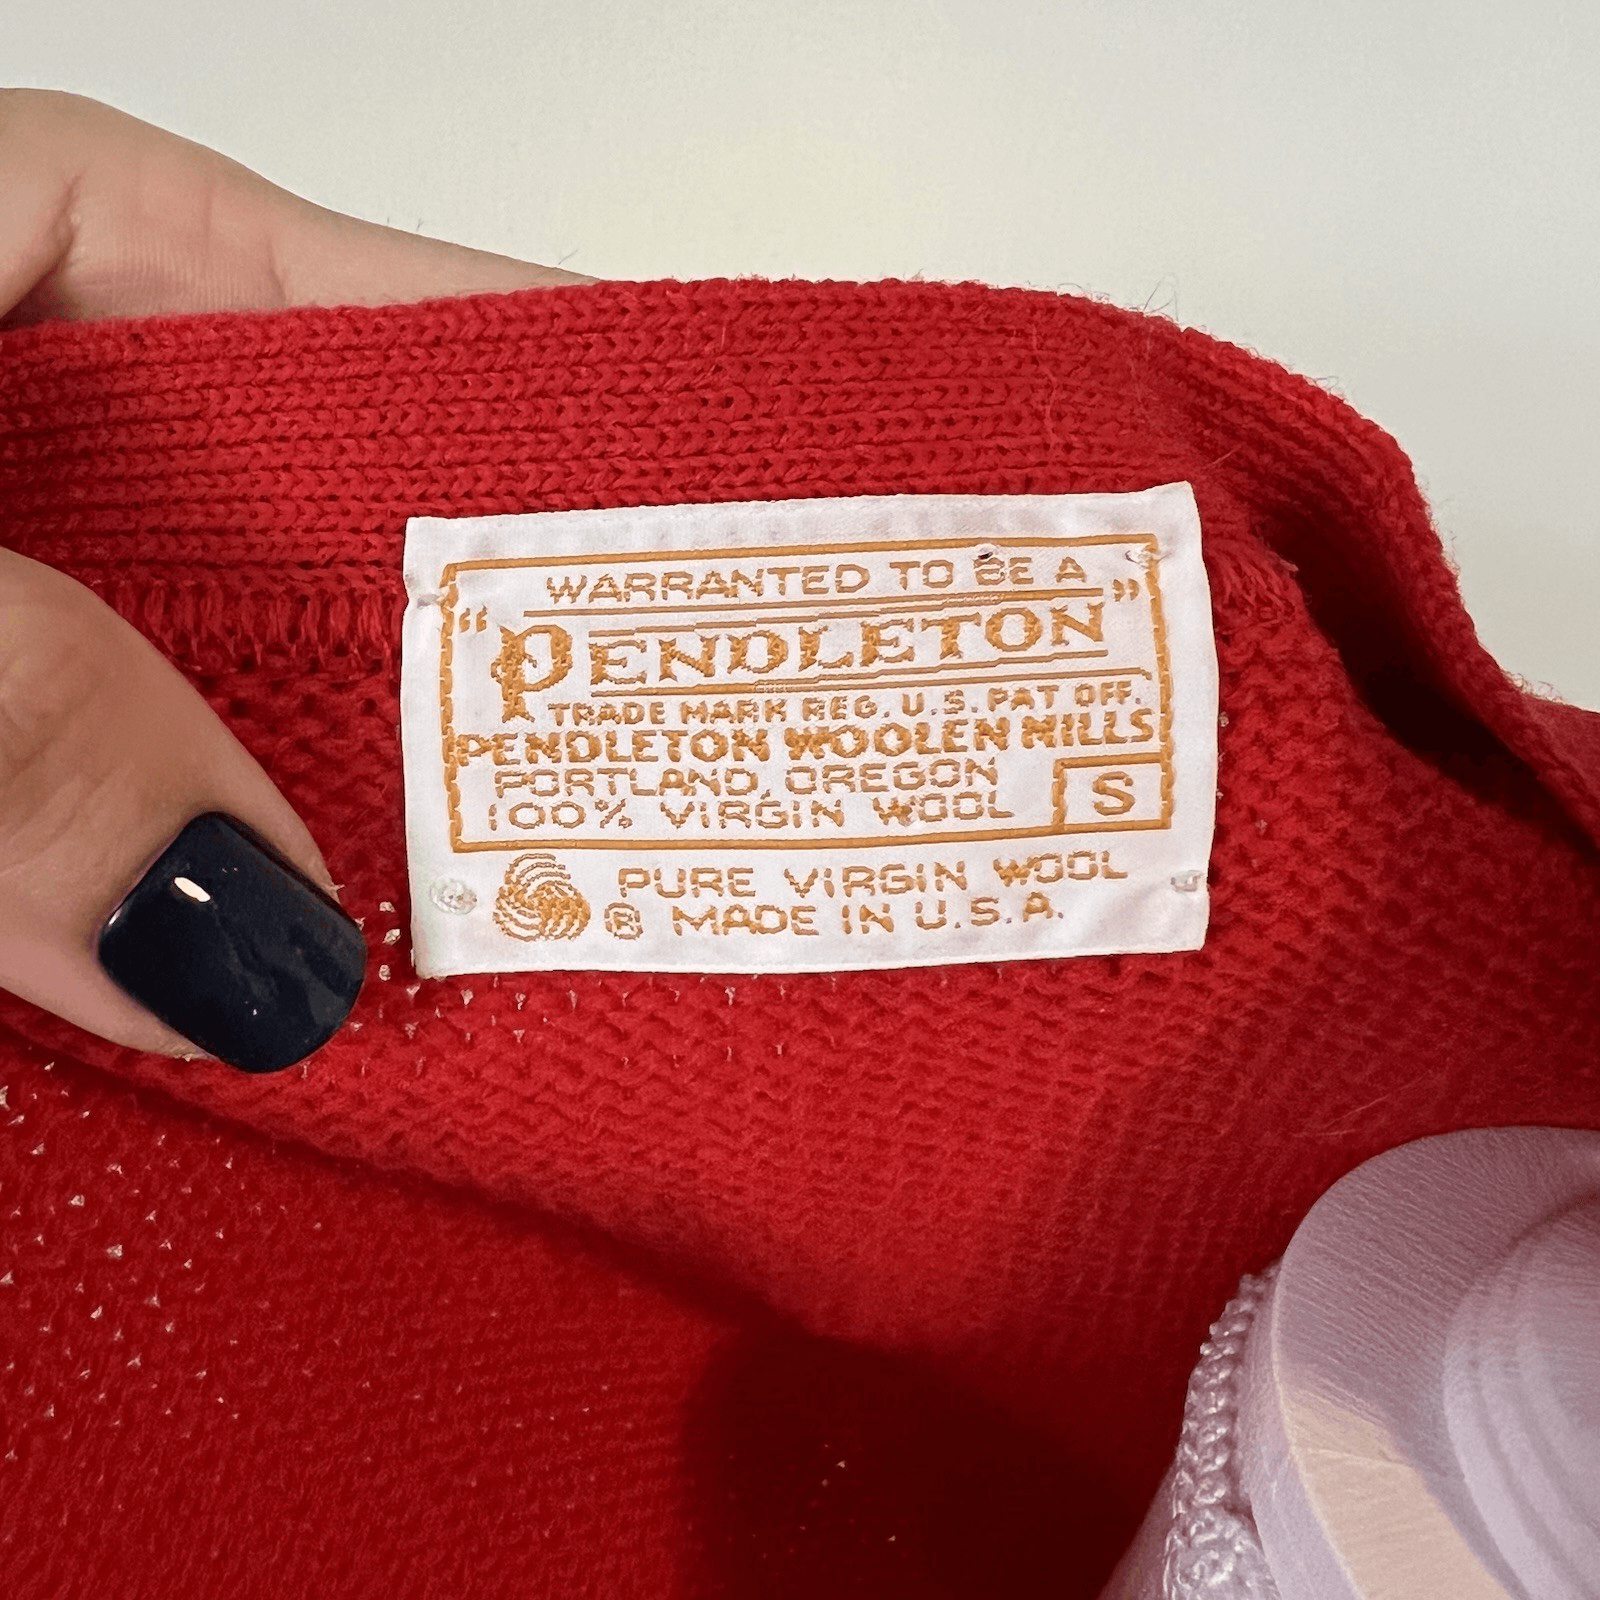 WARRANTED TO BE A
"PENDLETON"
TRADE MARK REG. U.S. PAT OFF.
PENDLETON WOOLEN MILLS
PORTLAND, OREGON
100% VIRGIN WOOL
S
PURE VIRGIN WOOL
® MADE IN U.S.A.